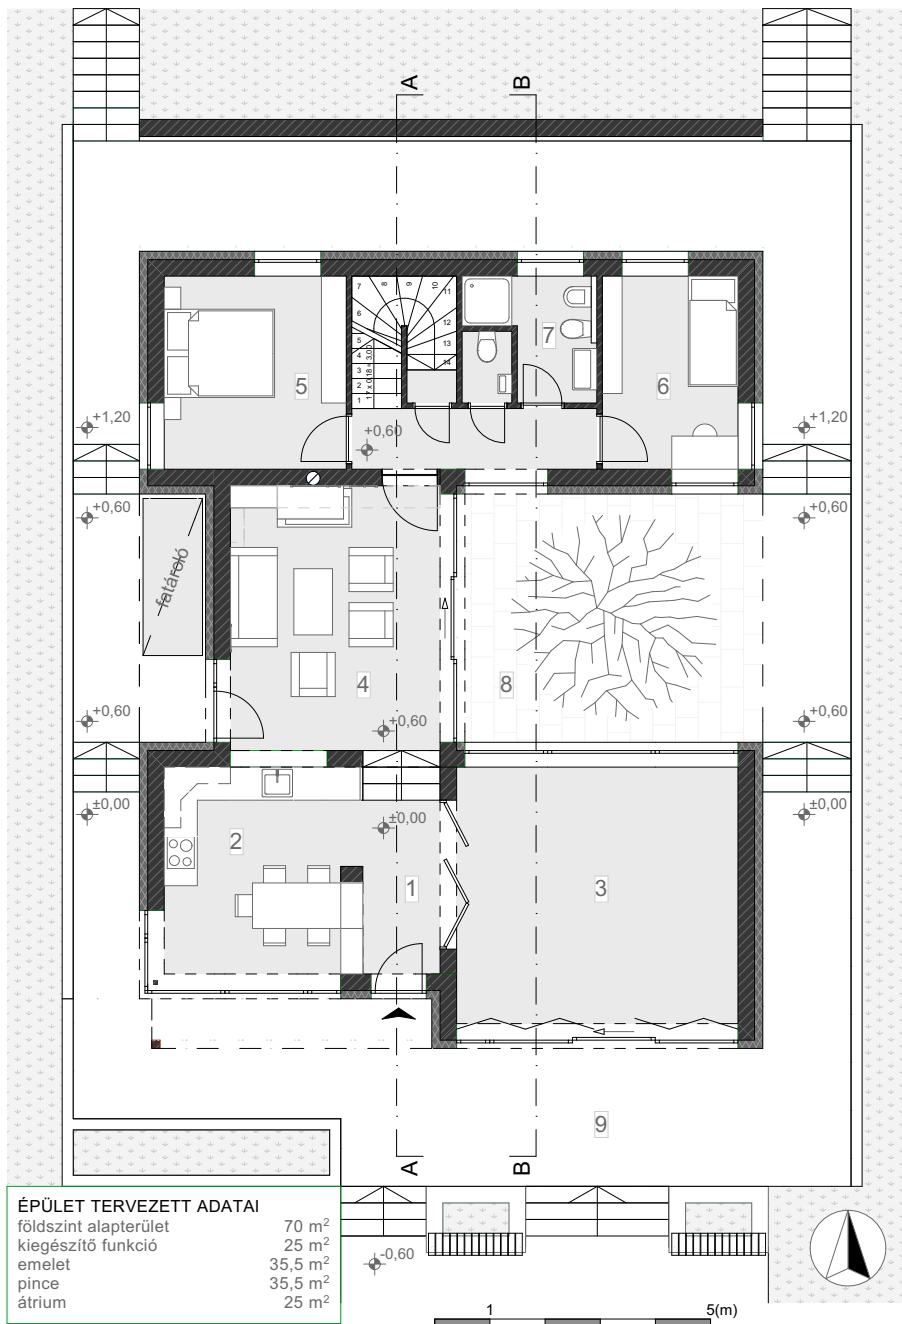 A
B
7
8
9
10
11
6
12
5
13
4
14
3
2
1
17 x 0,18 = 3,00
5
7
6
+0,60
+1,20
+1,20
+0,60
+0,60
fatároló
4
8
+0,60
+0,60
+0,60
±0,00
±0,00
±0,00
2
1
3
9
A
B
ÉPÜLET TERVEZETT ADATAI
földszint alapterület 70 m²
kiegészítő funkció 25 m²
emelet 35,5 m²
pince 35,5 m²
átrium 25 m²
-0,60
1 5(m)